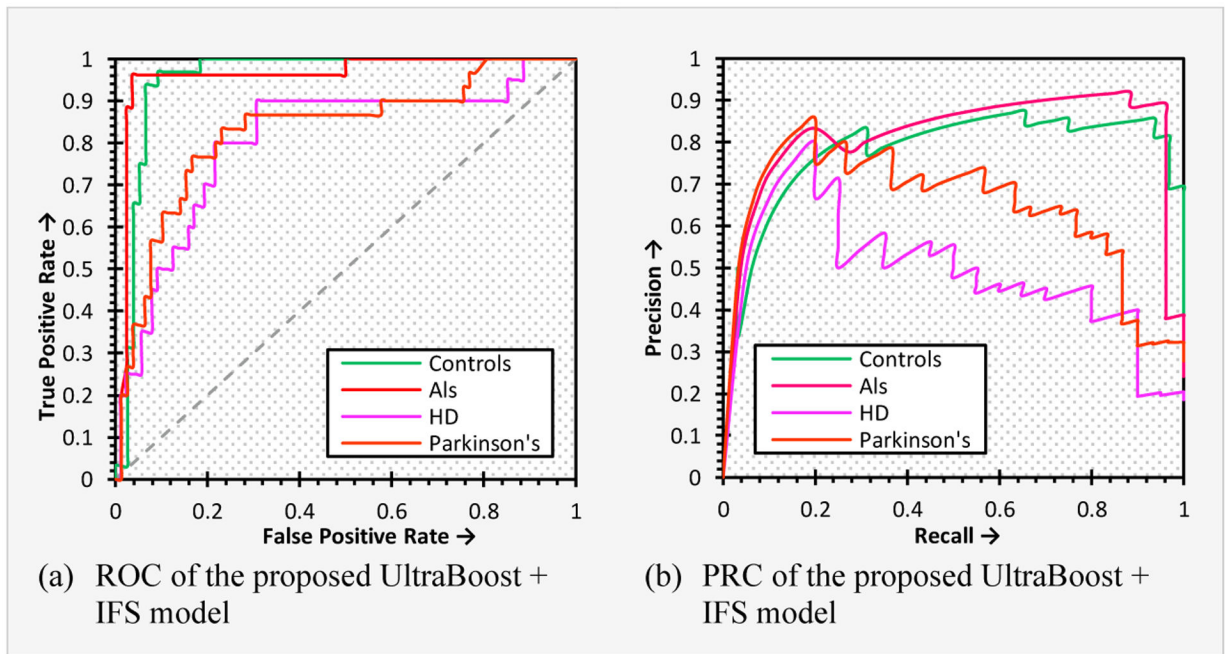 1
0.9
0.8
0.7
0.6
0.5
0.4
0.3
0.2
0.1
0
True Positive Rate →
Controls
Als
HD
Parkinson's
0 0.2 0.4 0.6 0.8 1
False Positive Rate →
(a) ROC of the proposed UltraBoost +
IFS model
1
0.9
0.8
0.7
0.6
0.5
0.4
0.3
0.2
0.1
0
Precision →
Controls
Als
HD
Parkinson's
0 0.2 0.4 0.6 0.8 1
Recall →
(b) PRC of the proposed UltraBoost +
IFS model